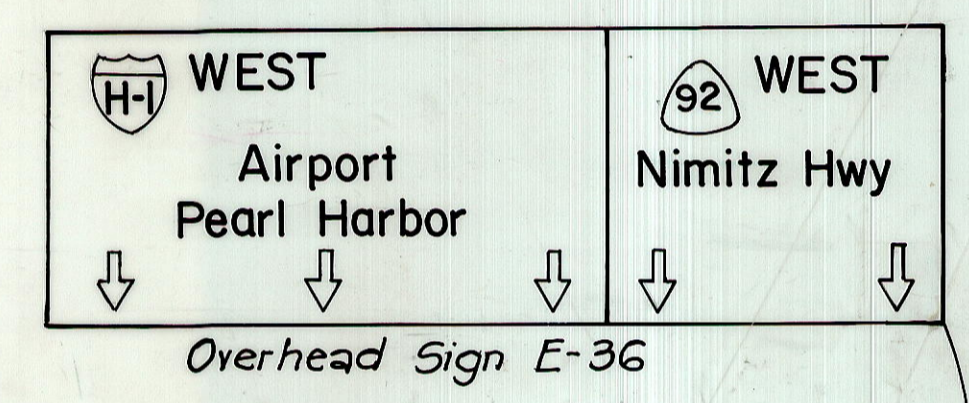 H-1 WEST
Airport
Pearl Harbor
92 WEST
Nimitz Hwy
Overhead Sign E-36